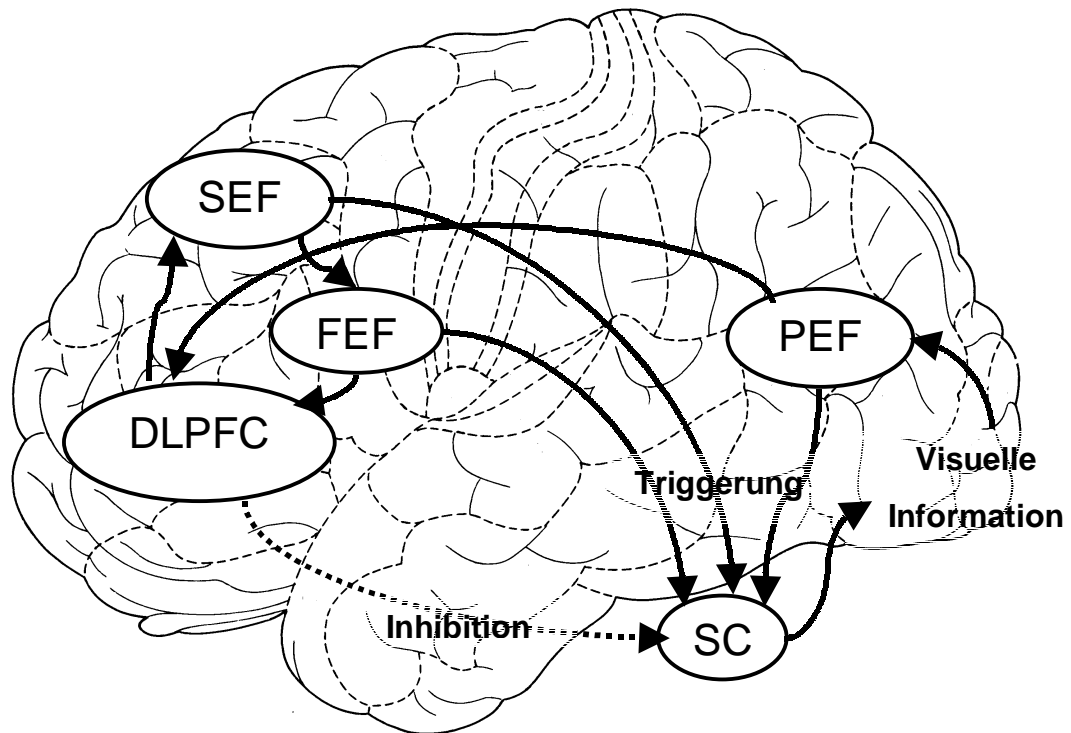 SEF
FEF
PEF
DLPFC
Visuelle
Triggerung
Information
Inhibition
SC